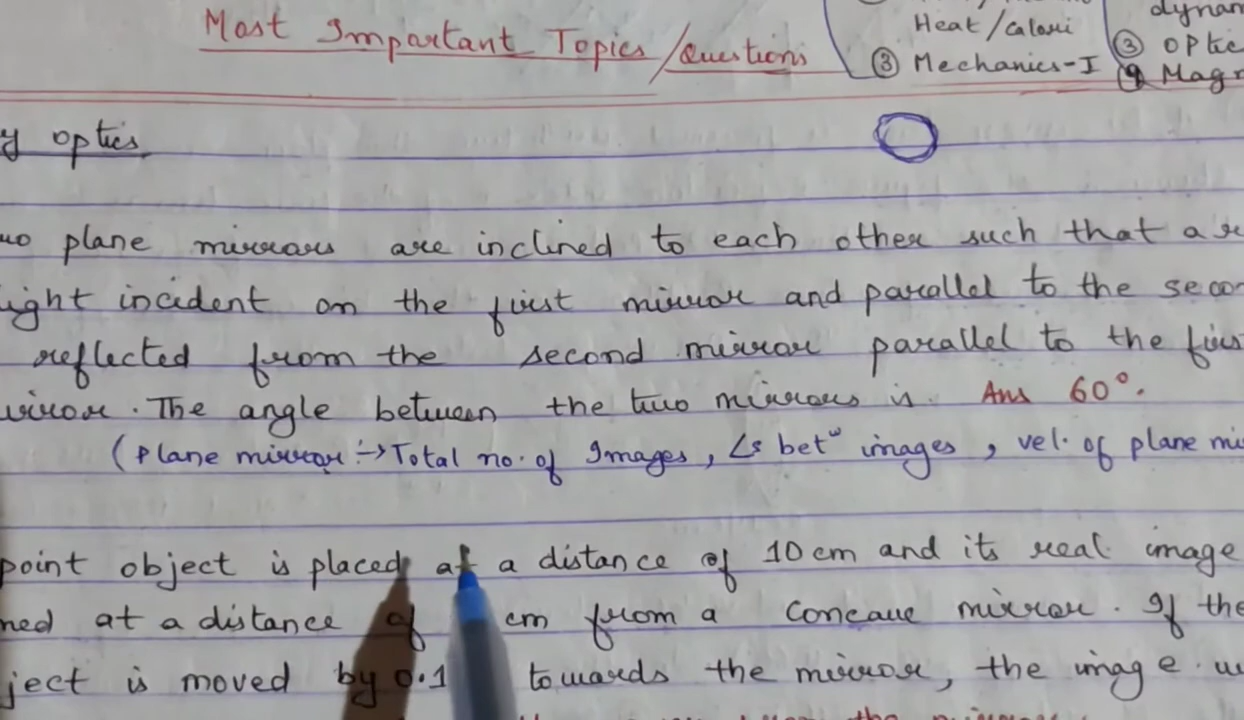 Most Important Topics/Questions
Heat/Calori
③ Mechanics-I
dynam
③ optic
④ Magn
y optics
wo plane mirrors are inclined to each other such that a r
ight incident on the first mirror and parallel to the secon
reflected from the second mirror parallel to the firs
irror. The angle between the two mirrors is. Ans 60°.
(Plane mirror :→ Total no. of Images, ∠s betⁿ images, vel. of plane mi
point object is placed at a distance of 10 cm and its real image
ned at a distance of cm from a concave mirror. If the
ject is moved by 0.1 towards the mirror, the image w
the